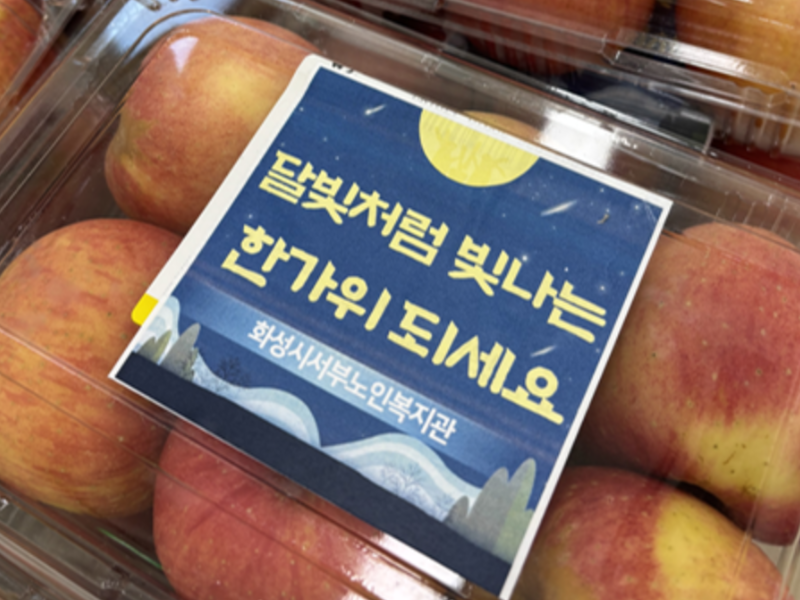 달빛처럼 빛나는
한가위 되세요
화성시서부노인복지관